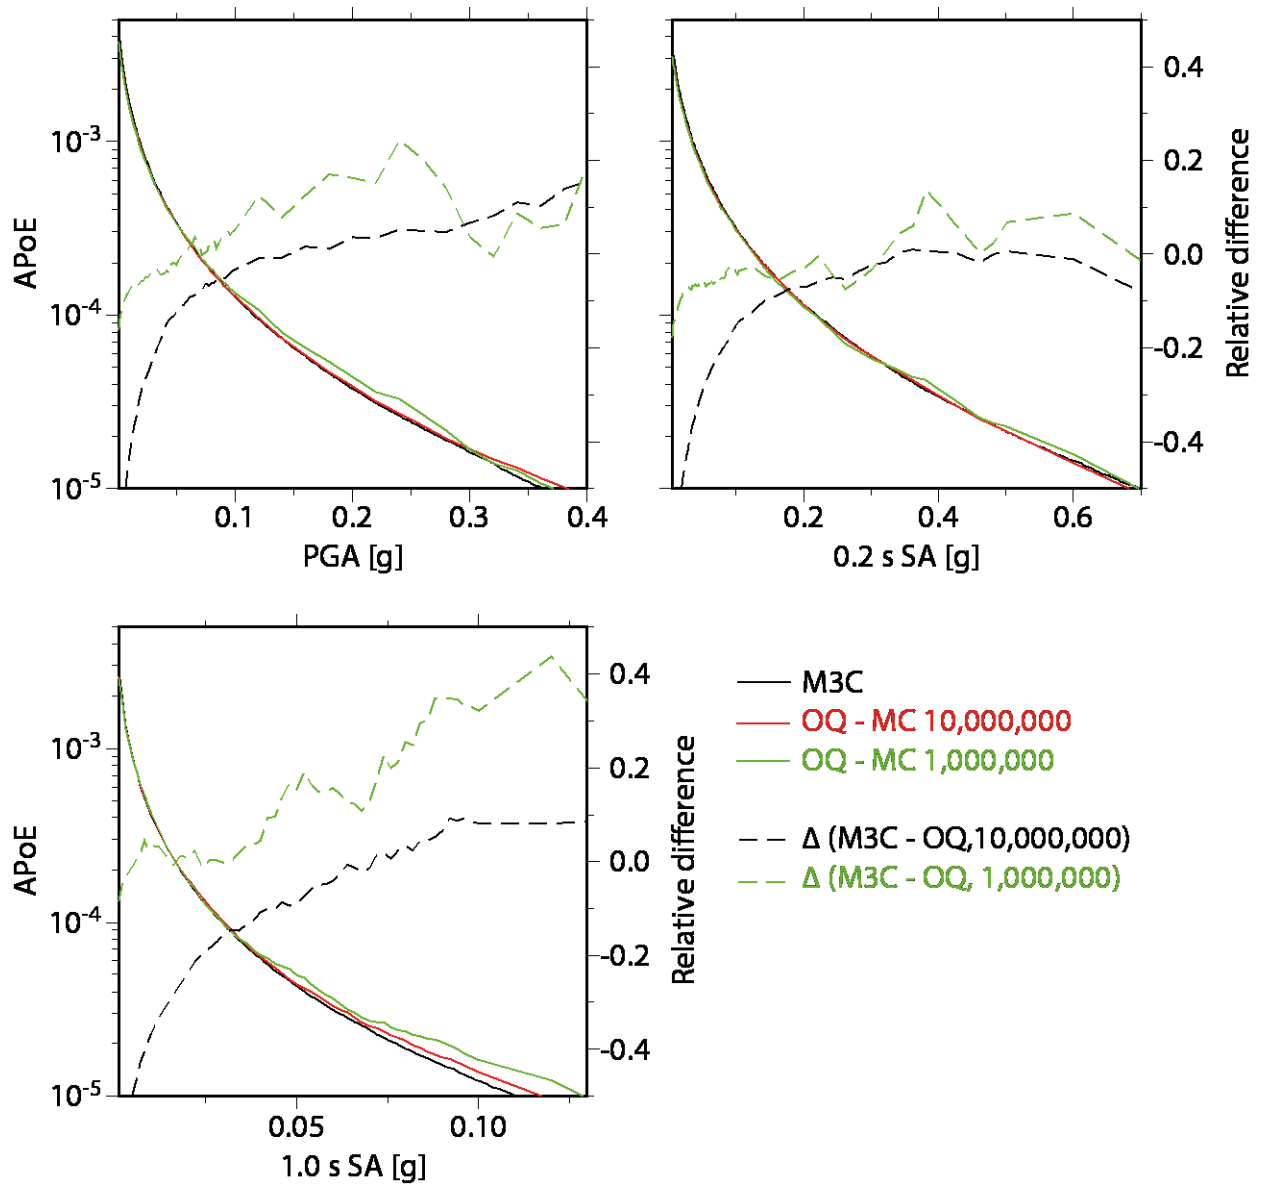 10-3
10-4
10-5
APoE
0.1 0.2 0.3 0.4
PGA [g]
0.4
0.2
0.0
-0.2
-0.4
Relative difference
0.2 0.4 0.6
0.2 s SA [g]
10-3
10-4
10-5
APoE
0.4
0.2
0.0
-0.2
-0.4
Relative difference
0.05 0.10
1.0 s SA [g]
M3C
OQ - MC 10,000,000
OQ - MC 1,000,000
Δ (M3C - OQ,10,000,000)
Δ (M3C - OQ, 1,000,000)